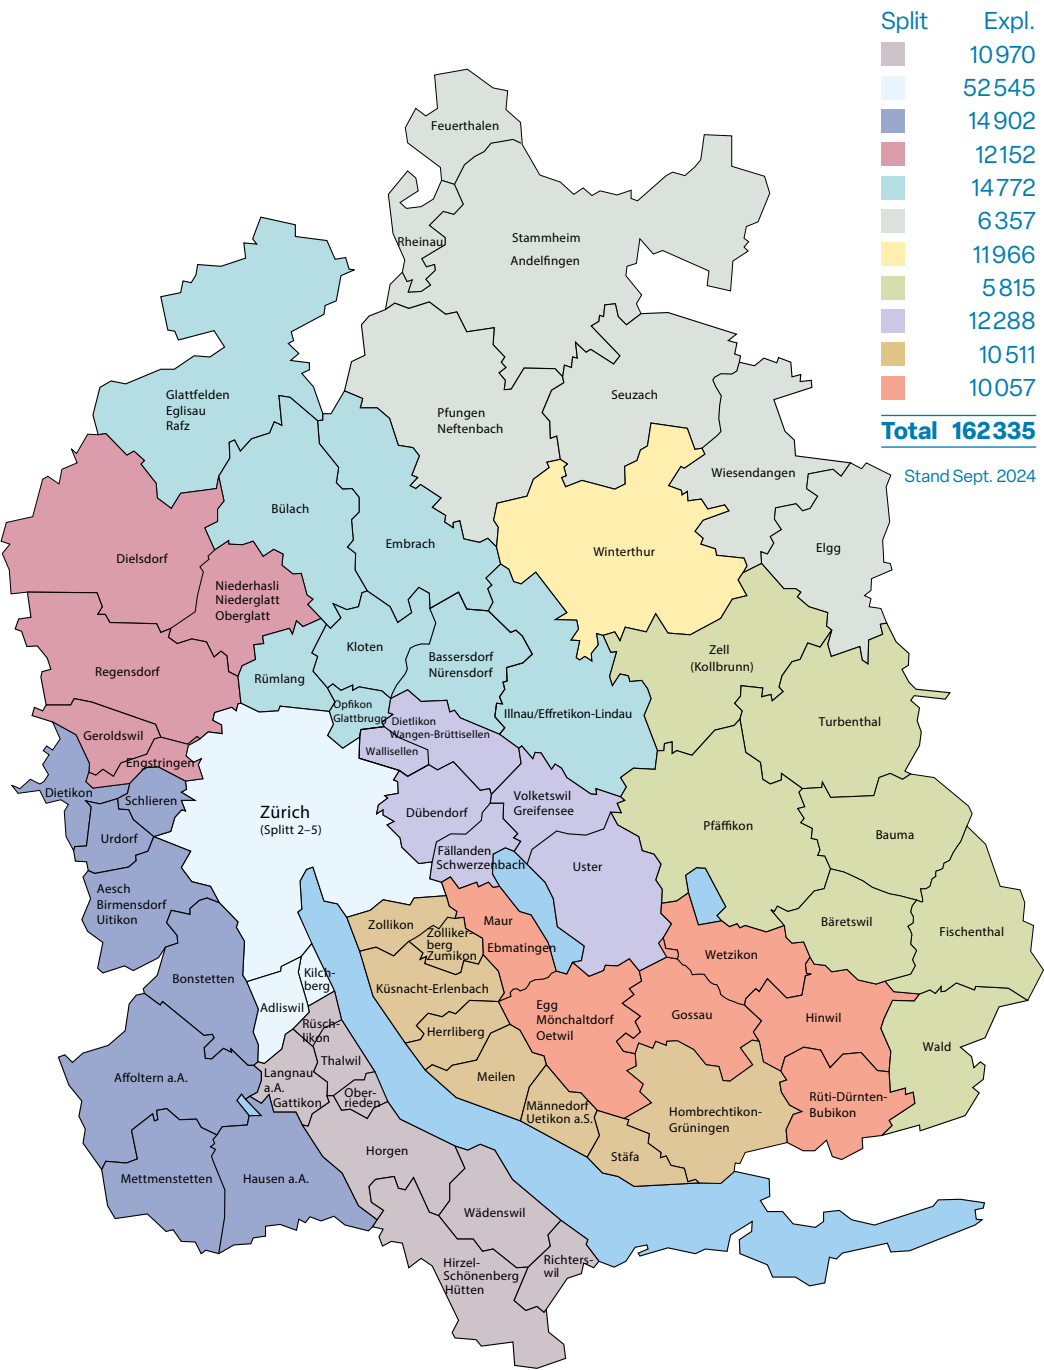 Split Expl.
10 970
52 545
14 902
12 152
14 772
6 357
11 966
5 815
12 288
10 511
10 057
Total 162 335
Stand Sept. 2024
Feuerthalen
Rheinau
Stammheim
Andelfingen
Glattfelden
Eglisau
Rafz
Pfungen
Neftenbach
Seuzach
Wiesendangen
Bülach
Embrach
Winterthur
Elgg
Dielsdorf
Niederhasli
Niederglatt
Oberglatt
Regensdorf
Rümlang
Kloten
Bassersdorf
Nürensdorf
Zell
(Kollbrunn)
Opfikon
Glattbrugg
Illnau/Effretikon-Lindau
Turbenthal
Geroldswil
Engstringen
Dietlikon
Wangen-Brüttisellen
Wallisellen
Dietikon
Schlieren
Urdorf
Zürich
(Splitt 2–5)
Dübendorf
Volketswil
Greifensee
Pfäffikon
Bauma
Fällanden
Schwerzenbach
Uster
Aesch
Birmensdorf
Uitikon
Zollikon
Zolliker-
berg
Zumikon
Maur
Ebmatingen
Bäretswil
Fischenthal
Wetzikon
Bonstetten
Kilch-
berg
Adliswil
Küsnacht-Erlenbach
Egg
Mönchaltdorf
Oetwil
Gossau
Hinwil
Rüsch-
likon
Herrliberg
Wald
Thalwil
Langnau
a.A.
Gattikon
Ober-
rieden
Meilen
Affoltern a.A.
Männedorf
Uetikon a.S.
Hombrechtikon-
Grüningen
Rüti-Dürnten-
Bubikon
Horgen
Stäfa
Mettmenstetten
Hausen a.A.
Wädenswil
Hirzel-
Schönenberg
Hütten
Richters-
wil